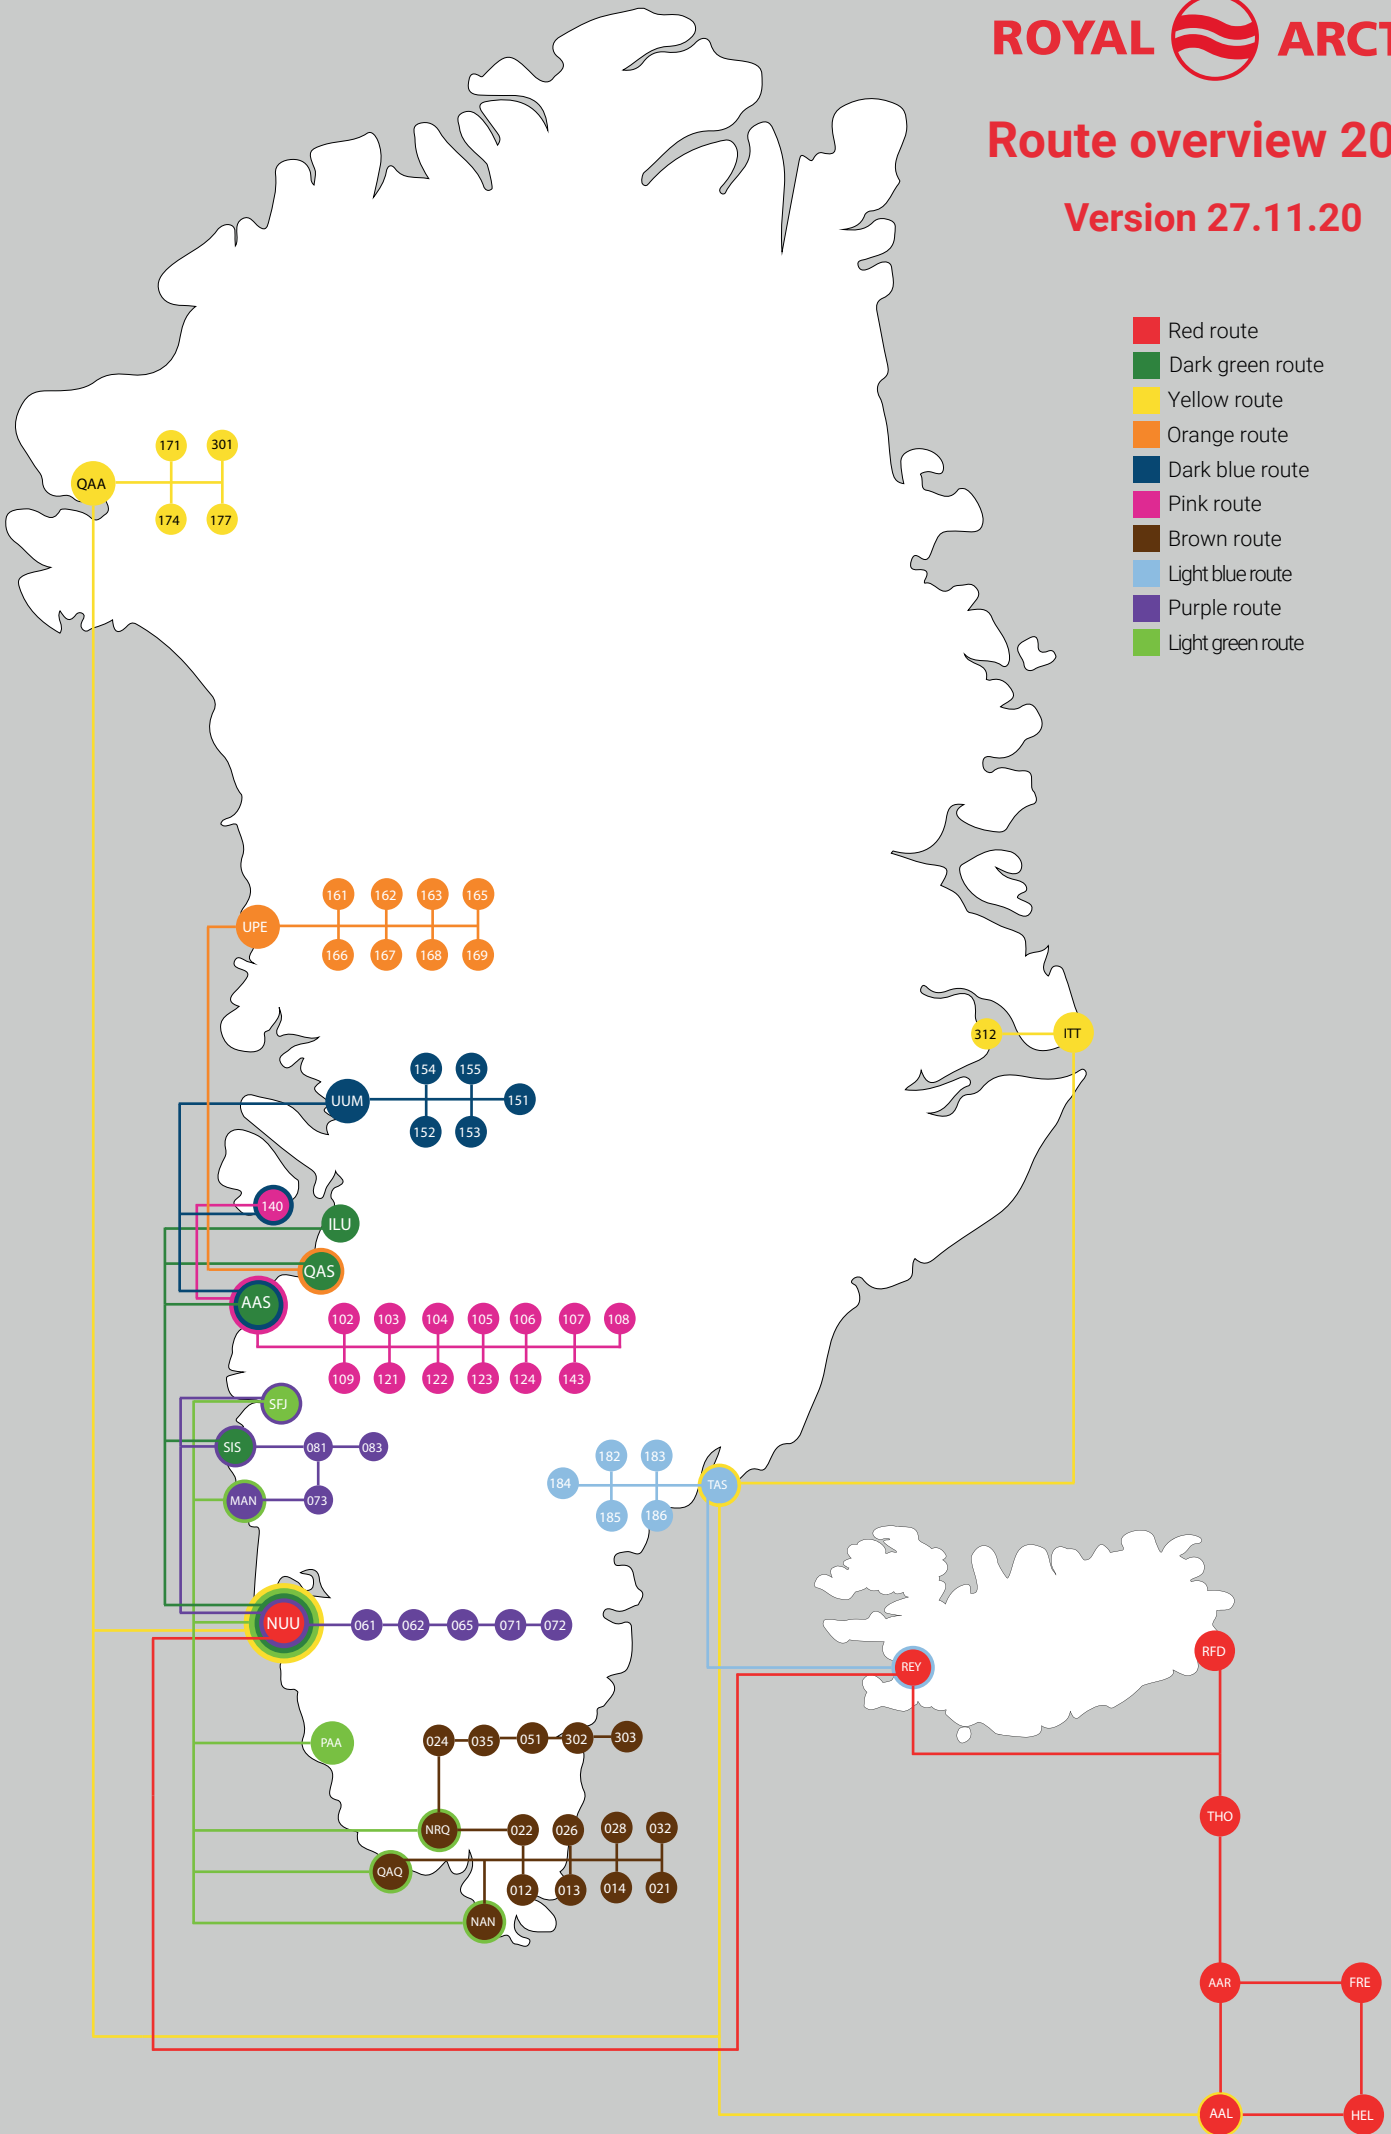 ROYAL ARCT
Route overview 20
Version 27.11.20
Red route
Dark green route
Yellow route
Orange route
Dark blue route
Pink route
Brown route
Light blue route
Purple route
Light green route
171 301
QAA
174 177
161 162 163 165
UPE
166 167 168 169
312 ITT
154 155
UUM 151
152 153
140
ILU
QAS
AAS
102 103 104 105 106 107 108
109 121 122 123 124 143
SFJ
SIS 081 083
MAN 073
182 183
184 TAS
185 186
NUU 061 062 065 071 072
REY RFD
PAA
024 035 051 302 303
THO
NRQ 022 026 028 032
QAQ
012 013 014 021
NAN
AAR FRE
AAL HEL